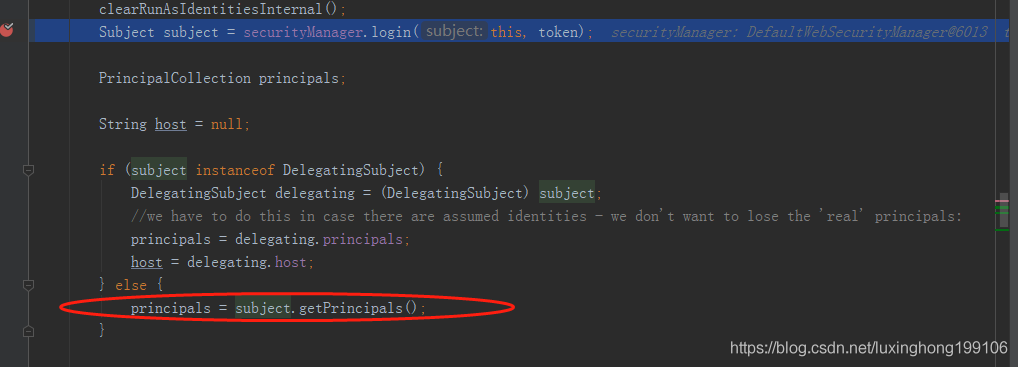 clearRunAsIdentitiesInternal();
Subject subject = securityManager.login( subject: this, token); securityManager: DefaultWebSecurityManager@6013 t
PrincipalCollection principals;
String host = null;
if (subject instanceof DelegatingSubject) {
DelegatingSubject delegating = (DelegatingSubject) subject;
//we have to do this in case there are assumed identities - we don't want to lose the 'real' principals:
principals = delegating.principals;
host = delegating.host;
} else {
principals = subject.getPrincipals();
}
https://blog.csdn.net/luxinghong199106